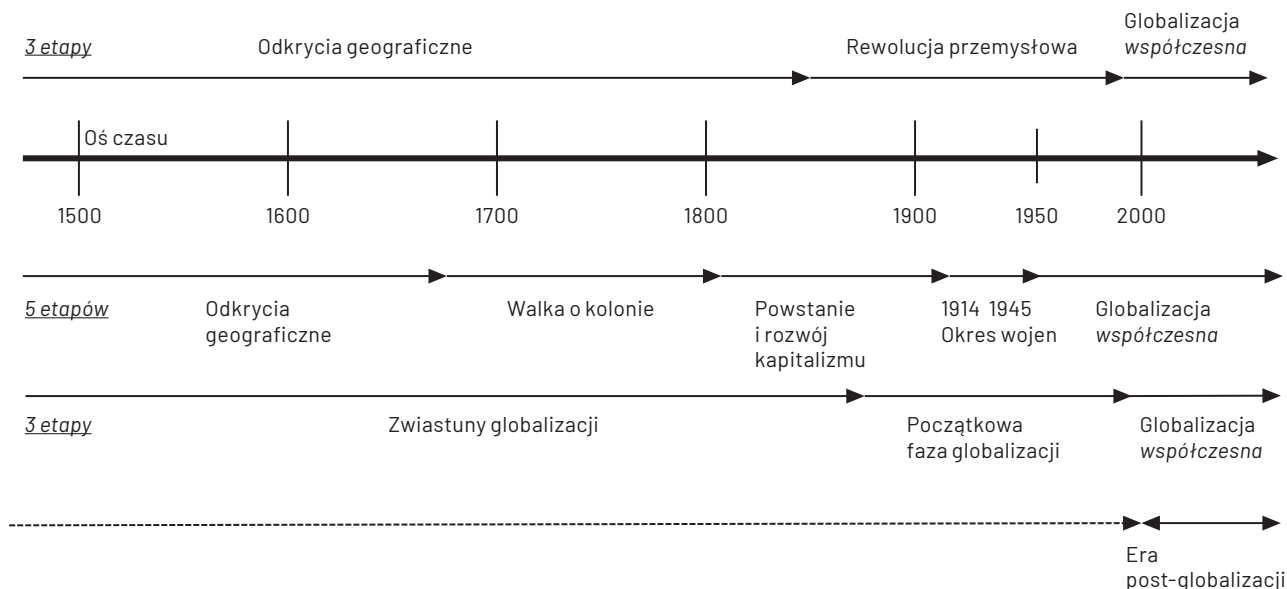 3 etapy
Odkrycia geograficzne
Rewolucja przemysłowa
Globalizacja
współczesna
Oś czasu
1500
1600
1700
1800
1900
1950
2000
5 etapów
Odkrycia
geograficzne
Walka o kolonie
Powstanie
i rozwój
kapitalizmu
1914 1945
Okres wojen
Globalizacja
współczesna
3 etapy
Zwiastuny globalizacji
Początkowa
faza globalizacji
Globalizacja
współczesna
Era
post-globalizacji